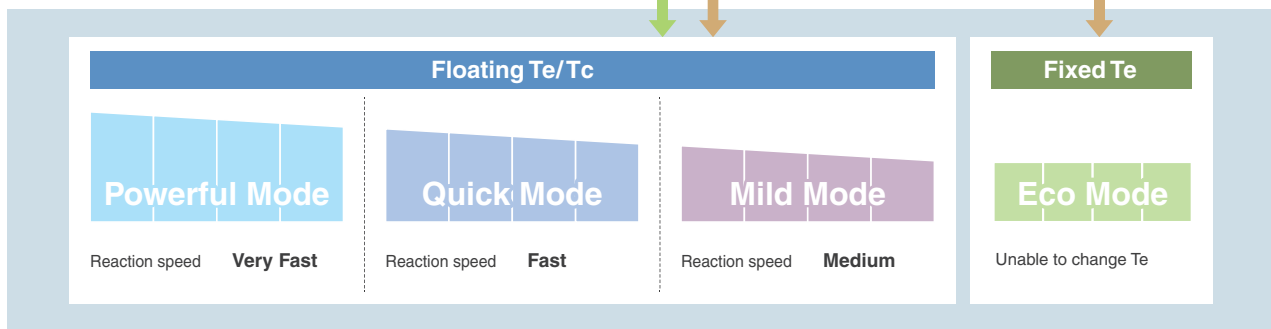 Floating Te/Tc
Fixed Te
Powerful Mode
Quick Mode
Mild Mode
Eco Mode
Reaction speed Very Fast
Reaction speed Fast
Reaction speed Medium
Unable to change Te